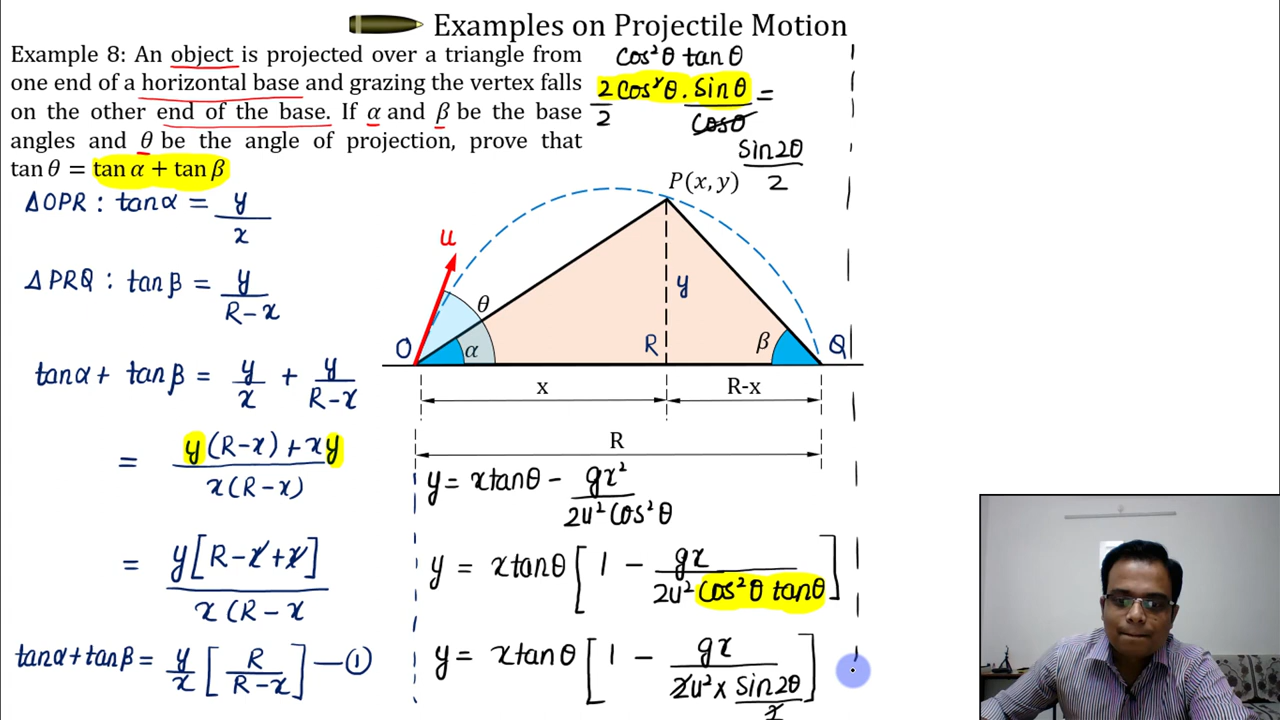 Examples on Projectile Motion
Example 8: An object is projected over a triangle from
one end of a horizontal base and grazing the vertex falls
on the other end of the base. If α and β be the base
angles and θ be the angle of projection, prove that
tan θ = tan α + tan β
cos²θ tanθ
2cos²θ . sinθ =
2 cosθ
sin2θ
2
ΔOPR : tanα = y
x
ΔPRQ : tanβ = y
R-x
tanα + tanβ = y + y
x R-x
= y(R-x)+xy
x(R-x)
= y[R-x+x]
x(R-x
tanα+tanβ = y [ R ] —①
x R-x
P(x, y)
u
θ
y
O
α
R
β
Q
x
R-x
R
y = xtanθ - gx²
2u²cos²θ
y = xtanθ [ 1 - gx ]
2u² cos²θ tanθ
y = xtanθ [ 1 - gx ]
2u² x sin2θ
2